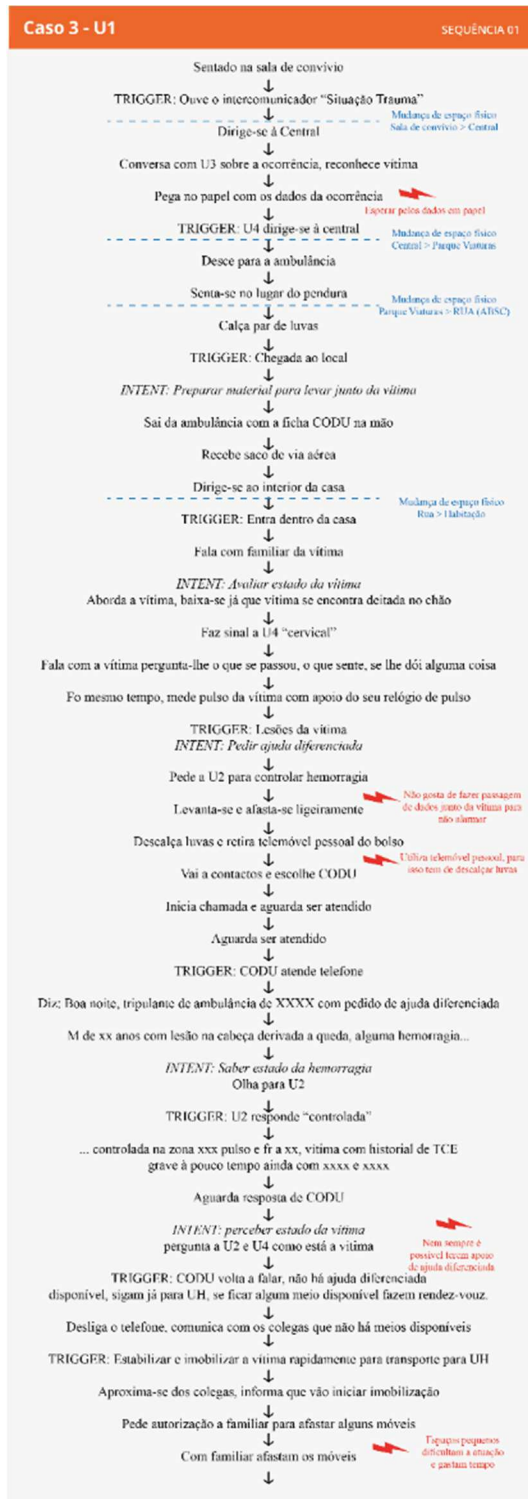 Caso 3 - U1
SEQUÊNCIA 01
Sentado na sala de convívio
TRIGGER: Ouve o intercomunicador “Situação Trauma”
Mudança de espaço físico
Sala de convívio > Central
Dirige-se à Central
Conversa com U3 sobre a ocorrência, reconhece vítima
Pega no papel com os dados da ocorrência
Esperar pelos dados em papel
TRIGGER: U4 dirige-se à central
Mudança de espaço físico
Central > Parque Viaturas
Desce para a ambulância
Senta-se no lugar do pendura
Mudança de espaço físico
Parque Viaturas > RUA (ABSC)
Calça par de luvas
TRIGGER: Chegada ao local
INTENT: Preparar material para levar junto da vítima
Sai da ambulância com a ficha CODU na mão
Recebe saco de via aérea
Dirige-se ao interior da casa
Mudança de espaço físico
Rua > Habitação
TRIGGER: Entra dentro da casa
Fala com familiar da vítima
INTENT: Avaliar estado da vítima
Aborda a vítima, baixa-se já que vítima se encontra deitada no chão
Faz sinal a U4 “cervical”
Fala com a vítima pergunta-lhe o que se passou, o que sente, se lhe dói alguma coisa
Fo mesmo tempo, mede pulso da vítima com apoio do seu relógio de pulso
TRIGGER: Lesões da vítima
INTENT: Pedir ajuda diferenciada
Pede a U2 para controlar hemorragia
Não gosta de fazer passagem
de dados junto da vítima para
não alarmar
Levanta-se e afasta-se ligeiramente
Descalça luvas e retira telemóvel pessoal do bolso
Utiliza telemóvel pessoal, para
isso tem de descalçar luvas
Vai a contactos e escolhe CODU
Inicia chamada e aguarda ser atendido
Aguarda ser atendido
TRIGGER: CODU atende telefone
Diz: Boa noite, tripulante de ambulância de XXXX com pedido de ajuda diferenciada
M de xx anos com lesão na cabeça derivada a queda, alguma hemorragia...
INTENT: Saber estado da hemorragia
Olha para U2
TRIGGER: U2 responde “controlada”
... controlada na zona xxx pulso e fr a xx, vítima com historial de TCE
grave à pouco tempo ainda com xxxx e xxxx
Aguarda resposta de CODU
INTENT: perceber estado da vítima
pergunta a U2 e U4 como está a vítima
Nem sempre é
possível terem apoio
de ajuda diferenciada
TRIGGER: CODU volta a falar, não há ajuda diferenciada
disponível, sigam já para UH, se ficar algum meio disponível fazem rendez-vouz.
Desliga o telefone, comunica com os colegas que não há meios disponíveis
TRIGGER: Estabilizar e imobilizar a vítima rapidamente para transporte para UH
Aproxima-se dos colegas, informa que vão iniciar imobilização
Pede autorização a familiar para afastar alguns móveis
Com familiar afastam os móveis
Espaços pequenos
dificultam a atuação
e gastam tempo